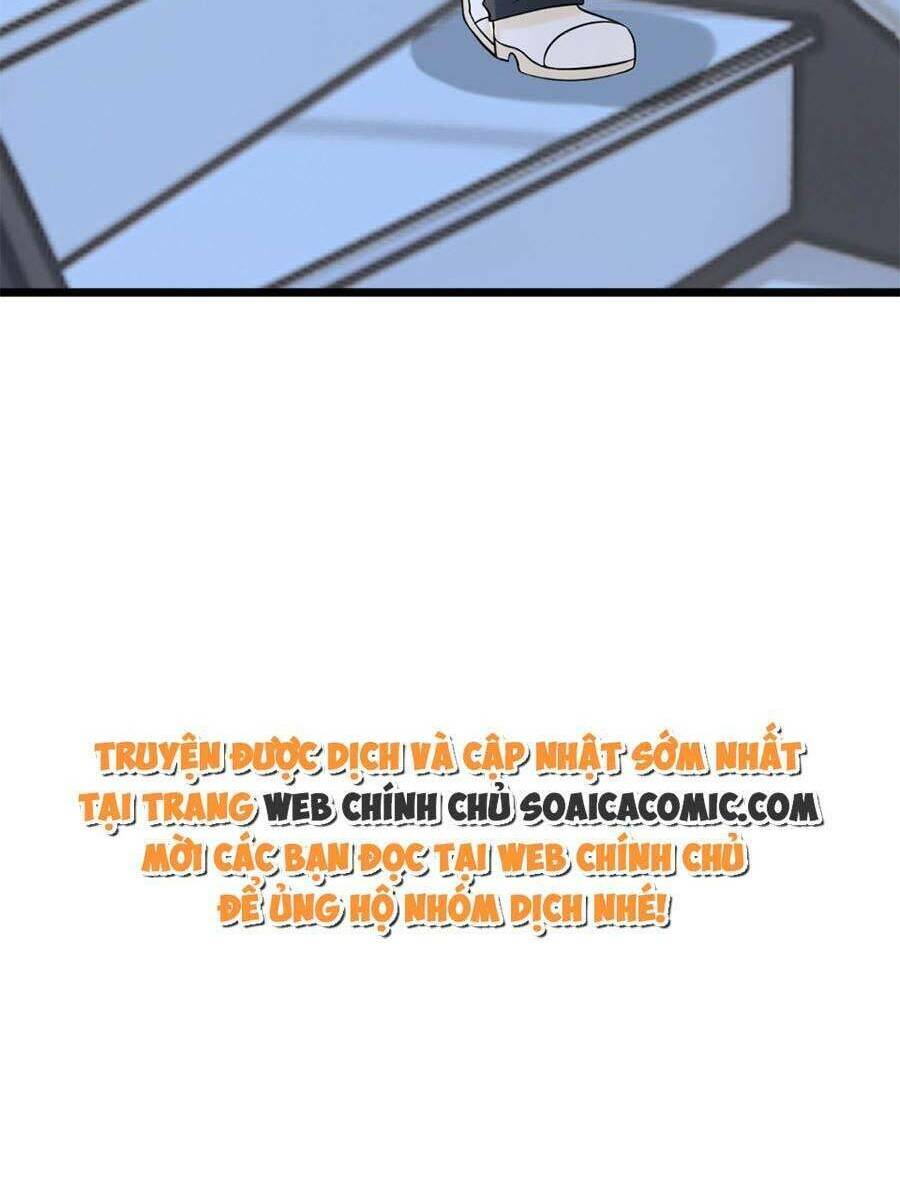 TRUYỆN ĐƯỢC DỊCH VÀ CẬP NHẬT SỚM NHẤT
TẠI TRANG WEB CHÍNH CHỦ SOAICACOMIC.COM
MỜI CÁC BẠN ĐỌC TẠI WEB CHÍNH CHỦ
ĐỂ ỦNG HỘ NHÓM DỊCH NHÉ!